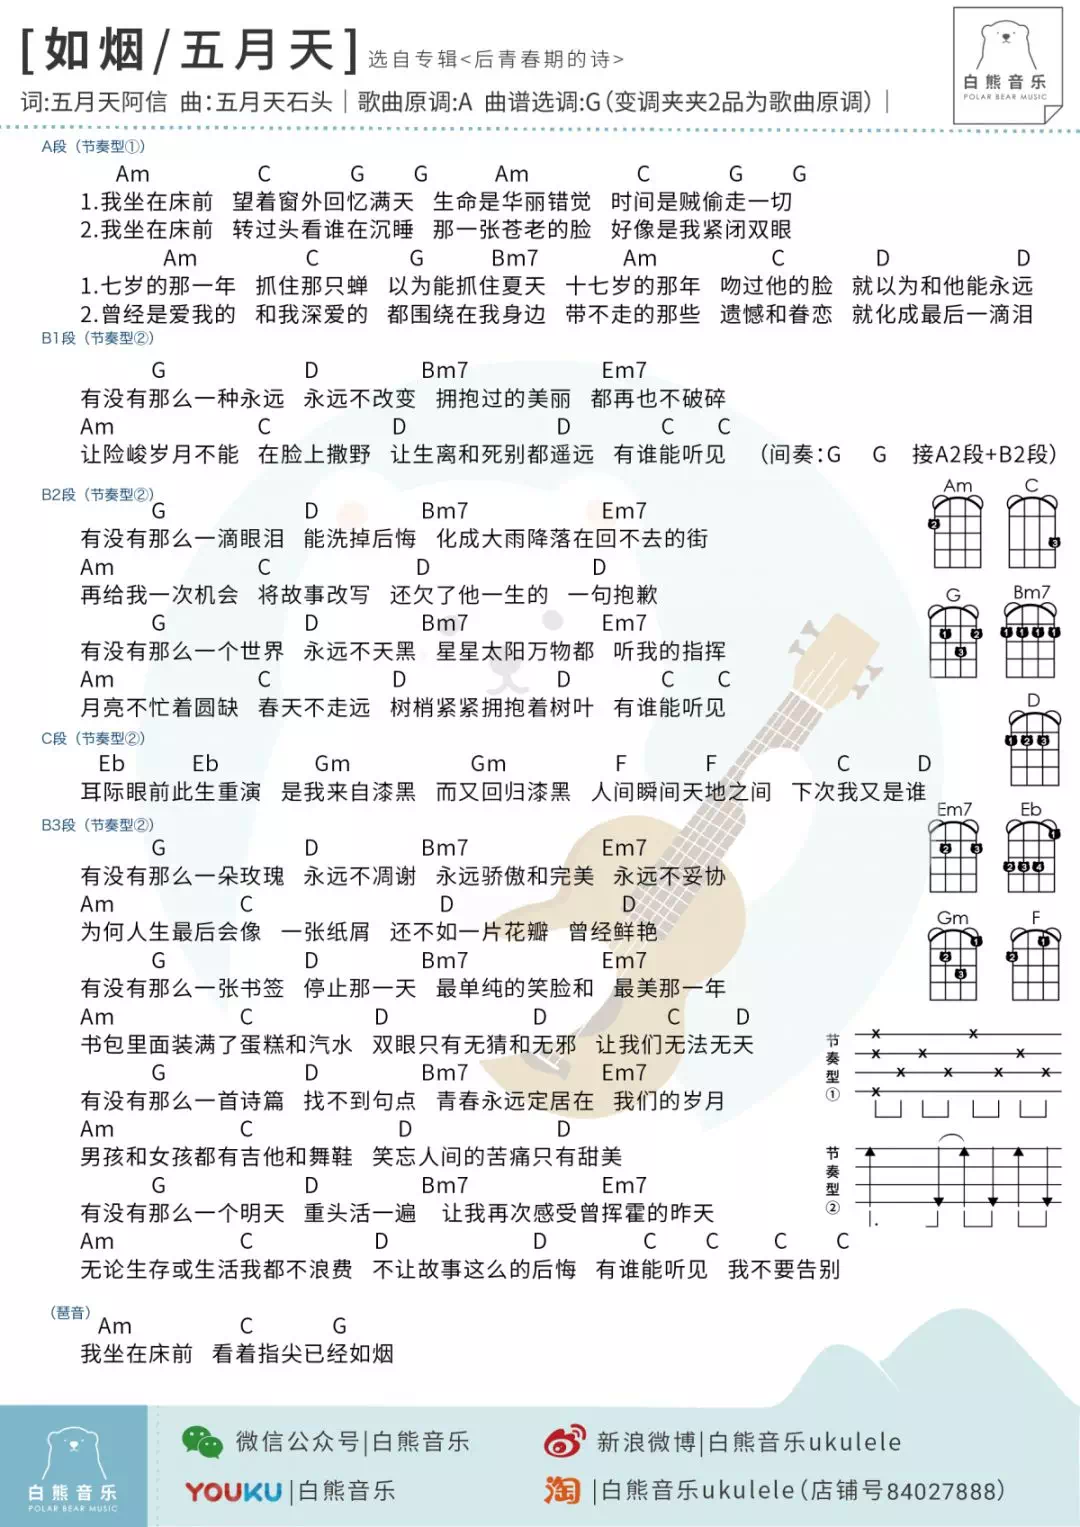 [如烟/五月天]选自专辑<后青春期的诗>
白熊音乐
POLAR BEAR MUSIC
词:五月天阿信 曲:五月天石头|歌曲原调:A 曲谱选调:G(变调夹夹2品为歌曲原调)|
A段(节奏型①)
Am C G G Am C G G
1.我坐在床前 望着窗外回忆满天 生命是华丽错觉 时间是贼偷走一切
2.我坐在床前 转过头看谁在沉睡 那一张苍老的脸 好像是我紧闭双眼
Am C G Bm7 Am C D D
1.七岁的那一年 抓住那只蝉 以为能抓住夏天 十七岁的那年 吻过他的脸 就以为和他能永远
2.曾经是爱我的 和我深爱的 都围绕在我身边 带不走的那些 遗憾和眷恋 就化成最后一滴泪
B1段(节奏型②)
G D Bm7 Em7
有没有那么一种永远 永远不改变 拥抱过的美丽 都再也不破碎
Am C D D C C
让险峻岁月不能 在脸上撒野 让生离和死别都遥远 有谁能听见 (间奏:G G 接A2段+B2段)
B2段(节奏型②)
G D Bm7 Em7
有没有那么一滴眼泪 能洗掉后悔 化成大雨降落在回不去的街
Am C D D
再给我一次机会 将故事改写 还欠了他一生的 一句抱歉
G D Bm7 Em7
有没有那么一个世界 永远不天黑 星星太阳万物都 听我的指挥
Am C D D C C
月亮不忙着圆缺 春天不走远 树梢紧紧拥抱着树叶 有谁能听见
C段(节奏型②)
Eb Eb Gm Gm F F C D
耳际眼前此生重演 是我来自漆黑 而又回归漆黑 人间瞬间天地之间 下次我又是谁
B3段(节奏型②)
G D Bm7 Em7
有没有那么一朵玫瑰 永远不凋谢 永远骄傲和完美 永远不妥协
Am C D D
为何人生最后会像 一张纸屑 还不如一片花瓣 曾经鲜艳
G D Bm7 Em7
有没有那么一张书签 停止那一天 最单纯的笑脸和 最美那一年
Am C D D C D
书包里面装满了蛋糕和汽水 双眼只有无猜和无邪 让我们无法无天
G D Bm7 Em7
有没有那么一首诗篇 找不到句点 青春永远定居在 我们的岁月
Am C D D
男孩和女孩都有吉他和舞鞋 笑忘人间的苦痛只有甜美
G D Bm7 Em7
有没有那么一个明天 重头活一遍 让我再次感受曾挥霍的昨天
Am C D D C C C C
无论生存或生活我都不浪费 不让故事这么的后悔 有谁能听见 我不要告别
(琶音)
Am C G
我坐在床前 看着指尖已经如烟
Am C
2 3
G Bm7
1 2 3 1 1 1 1
D
1 2 3
Em7 Eb
2 3 1 2 3 4
Gm F
1 2 3 1 2
节奏型①
节奏型②
白熊音乐
POLAR BEAR MUSIC
微信公众号|白熊音乐
新浪微博|白熊音乐ukulele
YOUKU|白熊音乐
淘|白熊音乐ukulele(店铺号84027888)